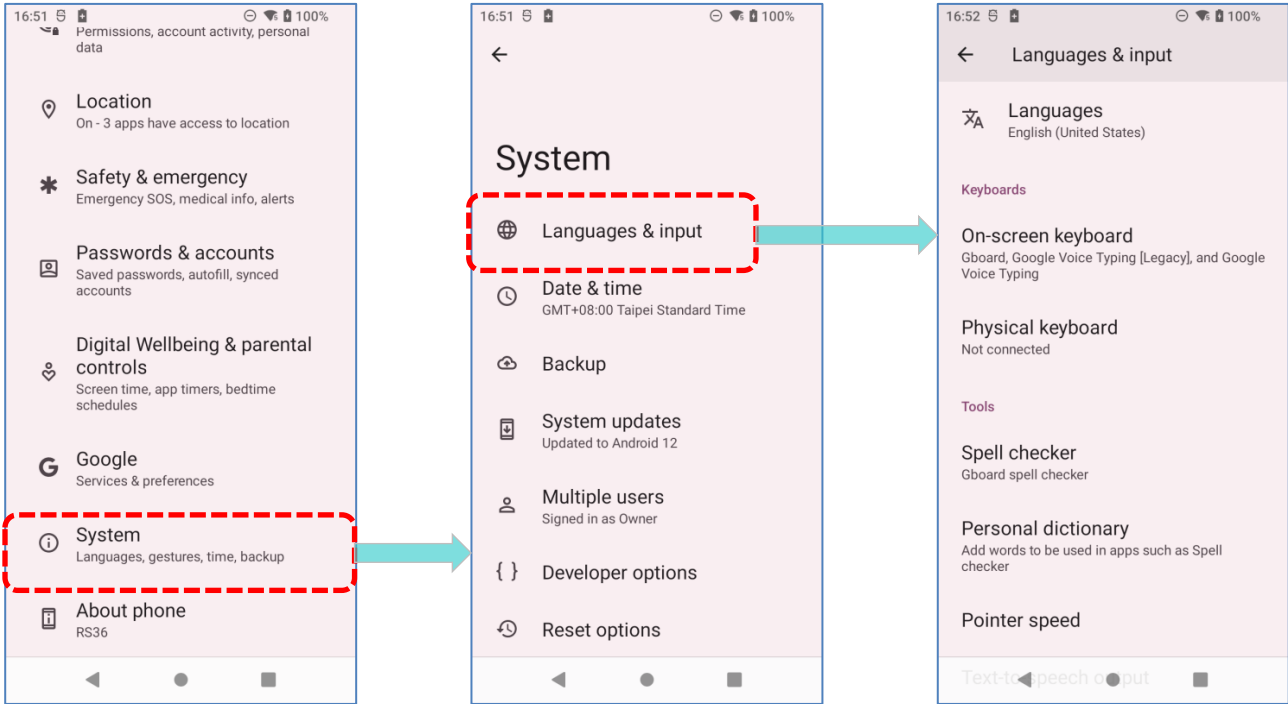 16:51 100%
Permissions, account activity, personal
data
Location
On - 3 apps have access to location
Safety & emergency
Emergency SOS, medical info, alerts
Passwords & accounts
Saved passwords, autofill, synced
accounts
Digital Wellbeing & parental
controls
Screen time, app timers, bedtime
schedules
Google
Services & preferences
System
Languages, gestures, time, backup
About phone
RS36
16:51 100%
System
Languages & input
Date & time
GMT+08:00 Taipei Standard Time
Backup
System updates
Updated to Android 12
Multiple users
Signed in as Owner
{ } Developer options
Reset options
16:52 100%
Languages & input
Languages
English (United States)
Keyboards
On-screen keyboard
Gboard, Google Voice Typing [Legacy], and Google
Voice Typing
Physical keyboard
Not connected
Tools
Spell checker
Gboard spell checker
Personal dictionary
Add words to be used in apps such as Spell
checker
Pointer speed
Text-to-speech output